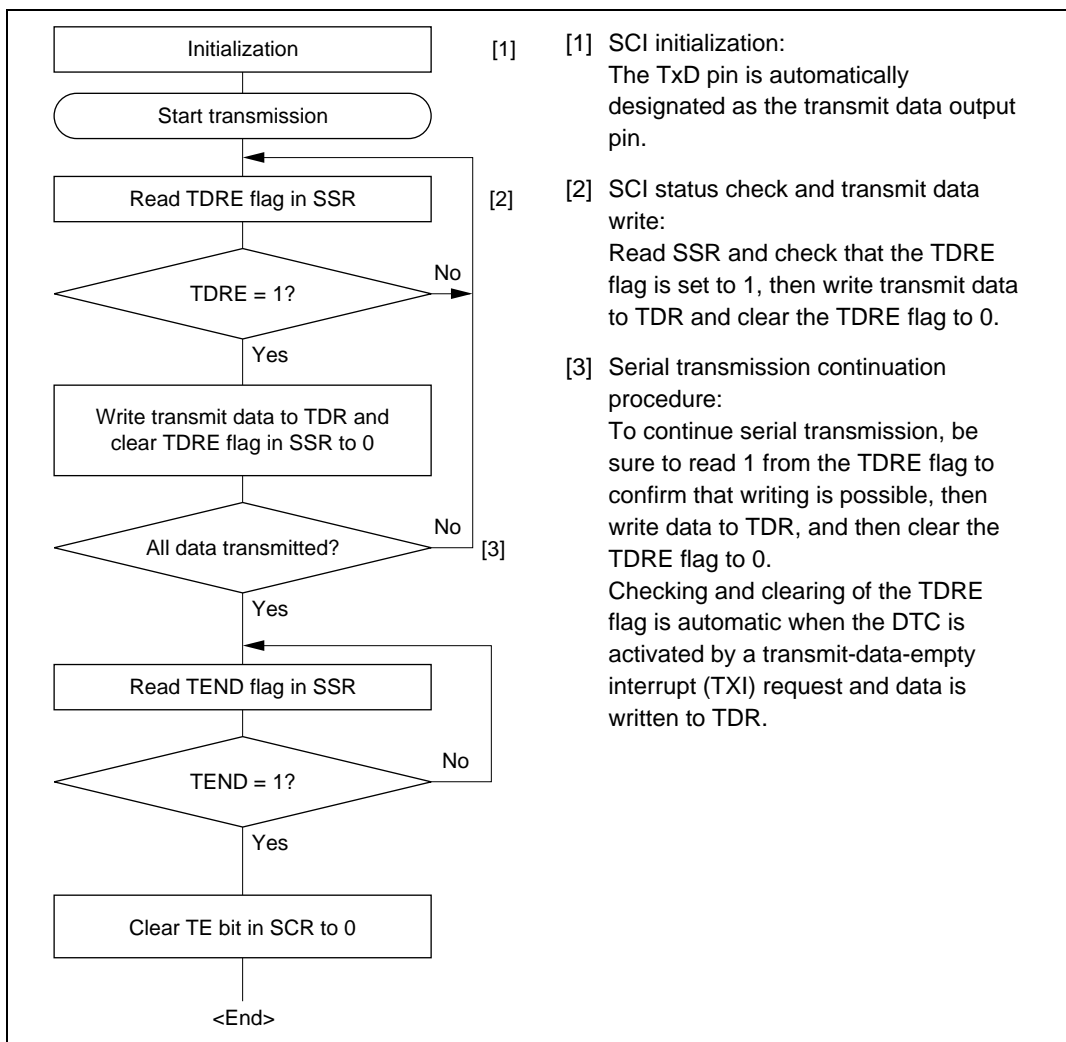 Initialization
[1]
Start transmission
Read TDRE flag in SSR
[2]
No
TDRE = 1?
Yes
Write transmit data to TDR and
clear TDRE flag in SSR to 0
No
All data transmitted?
[3]
Yes
Read TEND flag in SSR
No
TEND = 1?
Yes
Clear TE bit in SCR to 0
<End>
[1] SCI initialization:
The TxD pin is automatically
designated as the transmit data output
pin.
[2] SCI status check and transmit data
write:
Read SSR and check that the TDRE
flag is set to 1, then write transmit data
to TDR and clear the TDRE flag to 0.
[3] Serial transmission continuation
procedure:
To continue serial transmission, be
sure to read 1 from the TDRE flag to
confirm that writing is possible, then
write data to TDR, and then clear the
TDRE flag to 0.
Checking and clearing of the TDRE
flag is automatic when the DTC is
activated by a transmit-data-empty
interrupt (TXI) request and data is
written to TDR.